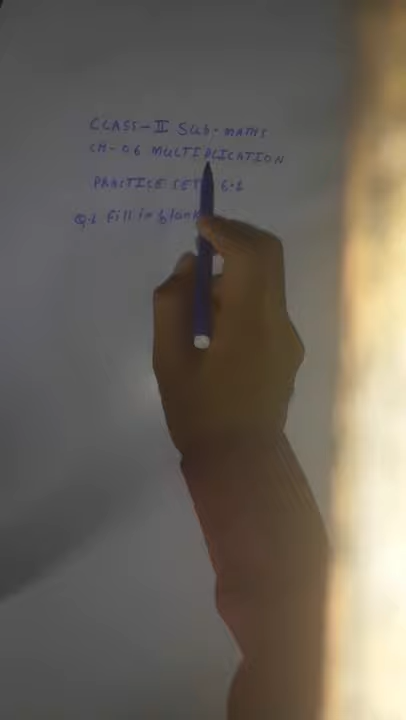 CLASS-II Sub-MATHS
CH-06 MULTIPLICATION
PRACTICE SET 6.1
Q.1 Fill in blank